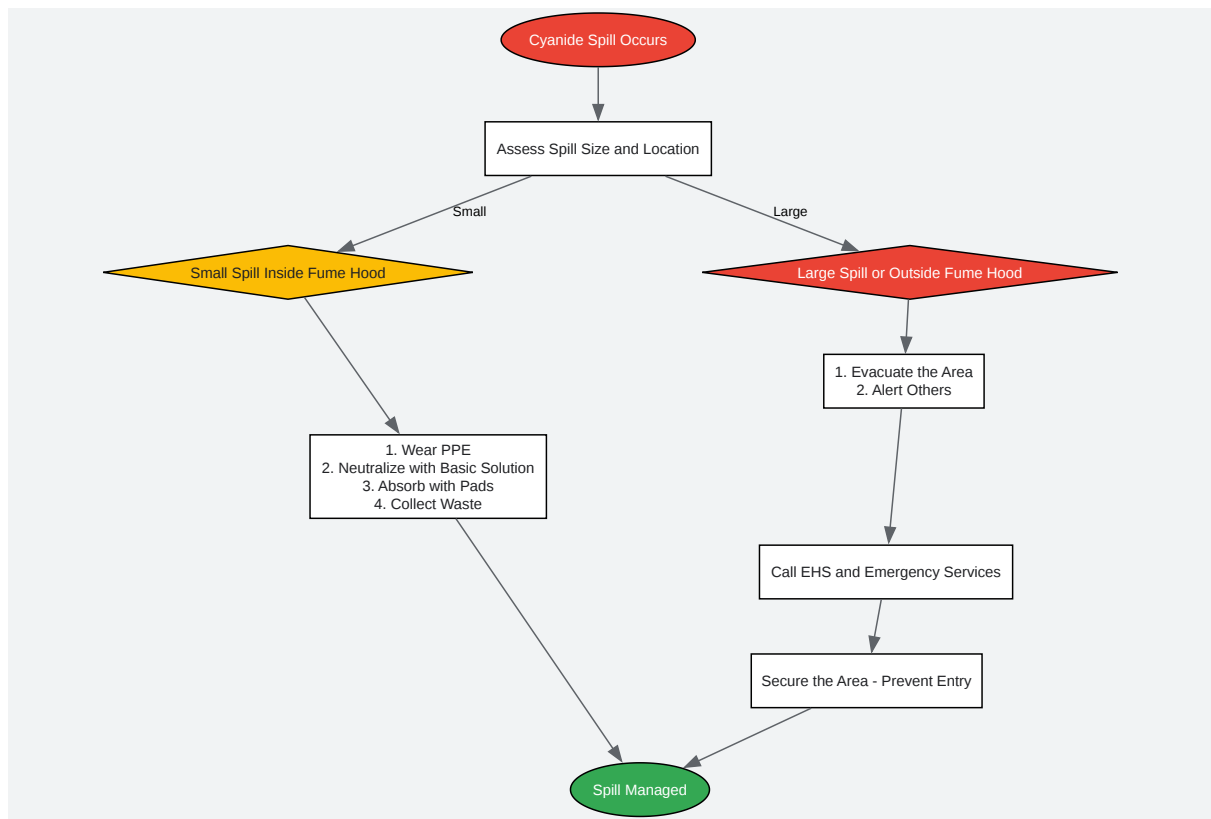 Cyanide Spill Occurs
Assess Spill Size and Location
Small
Large
Small Spill Inside Fume Hood
Large Spill or Outside Fume Hood
1. Evacuate the Area
2. Alert Others
1. Wear PPE
2. Neutralize with Basic Solution
3. Absorb with Pads
4. Collect Waste
Call EHS and Emergency Services
Secure the Area - Prevent Entry
Spill Managed